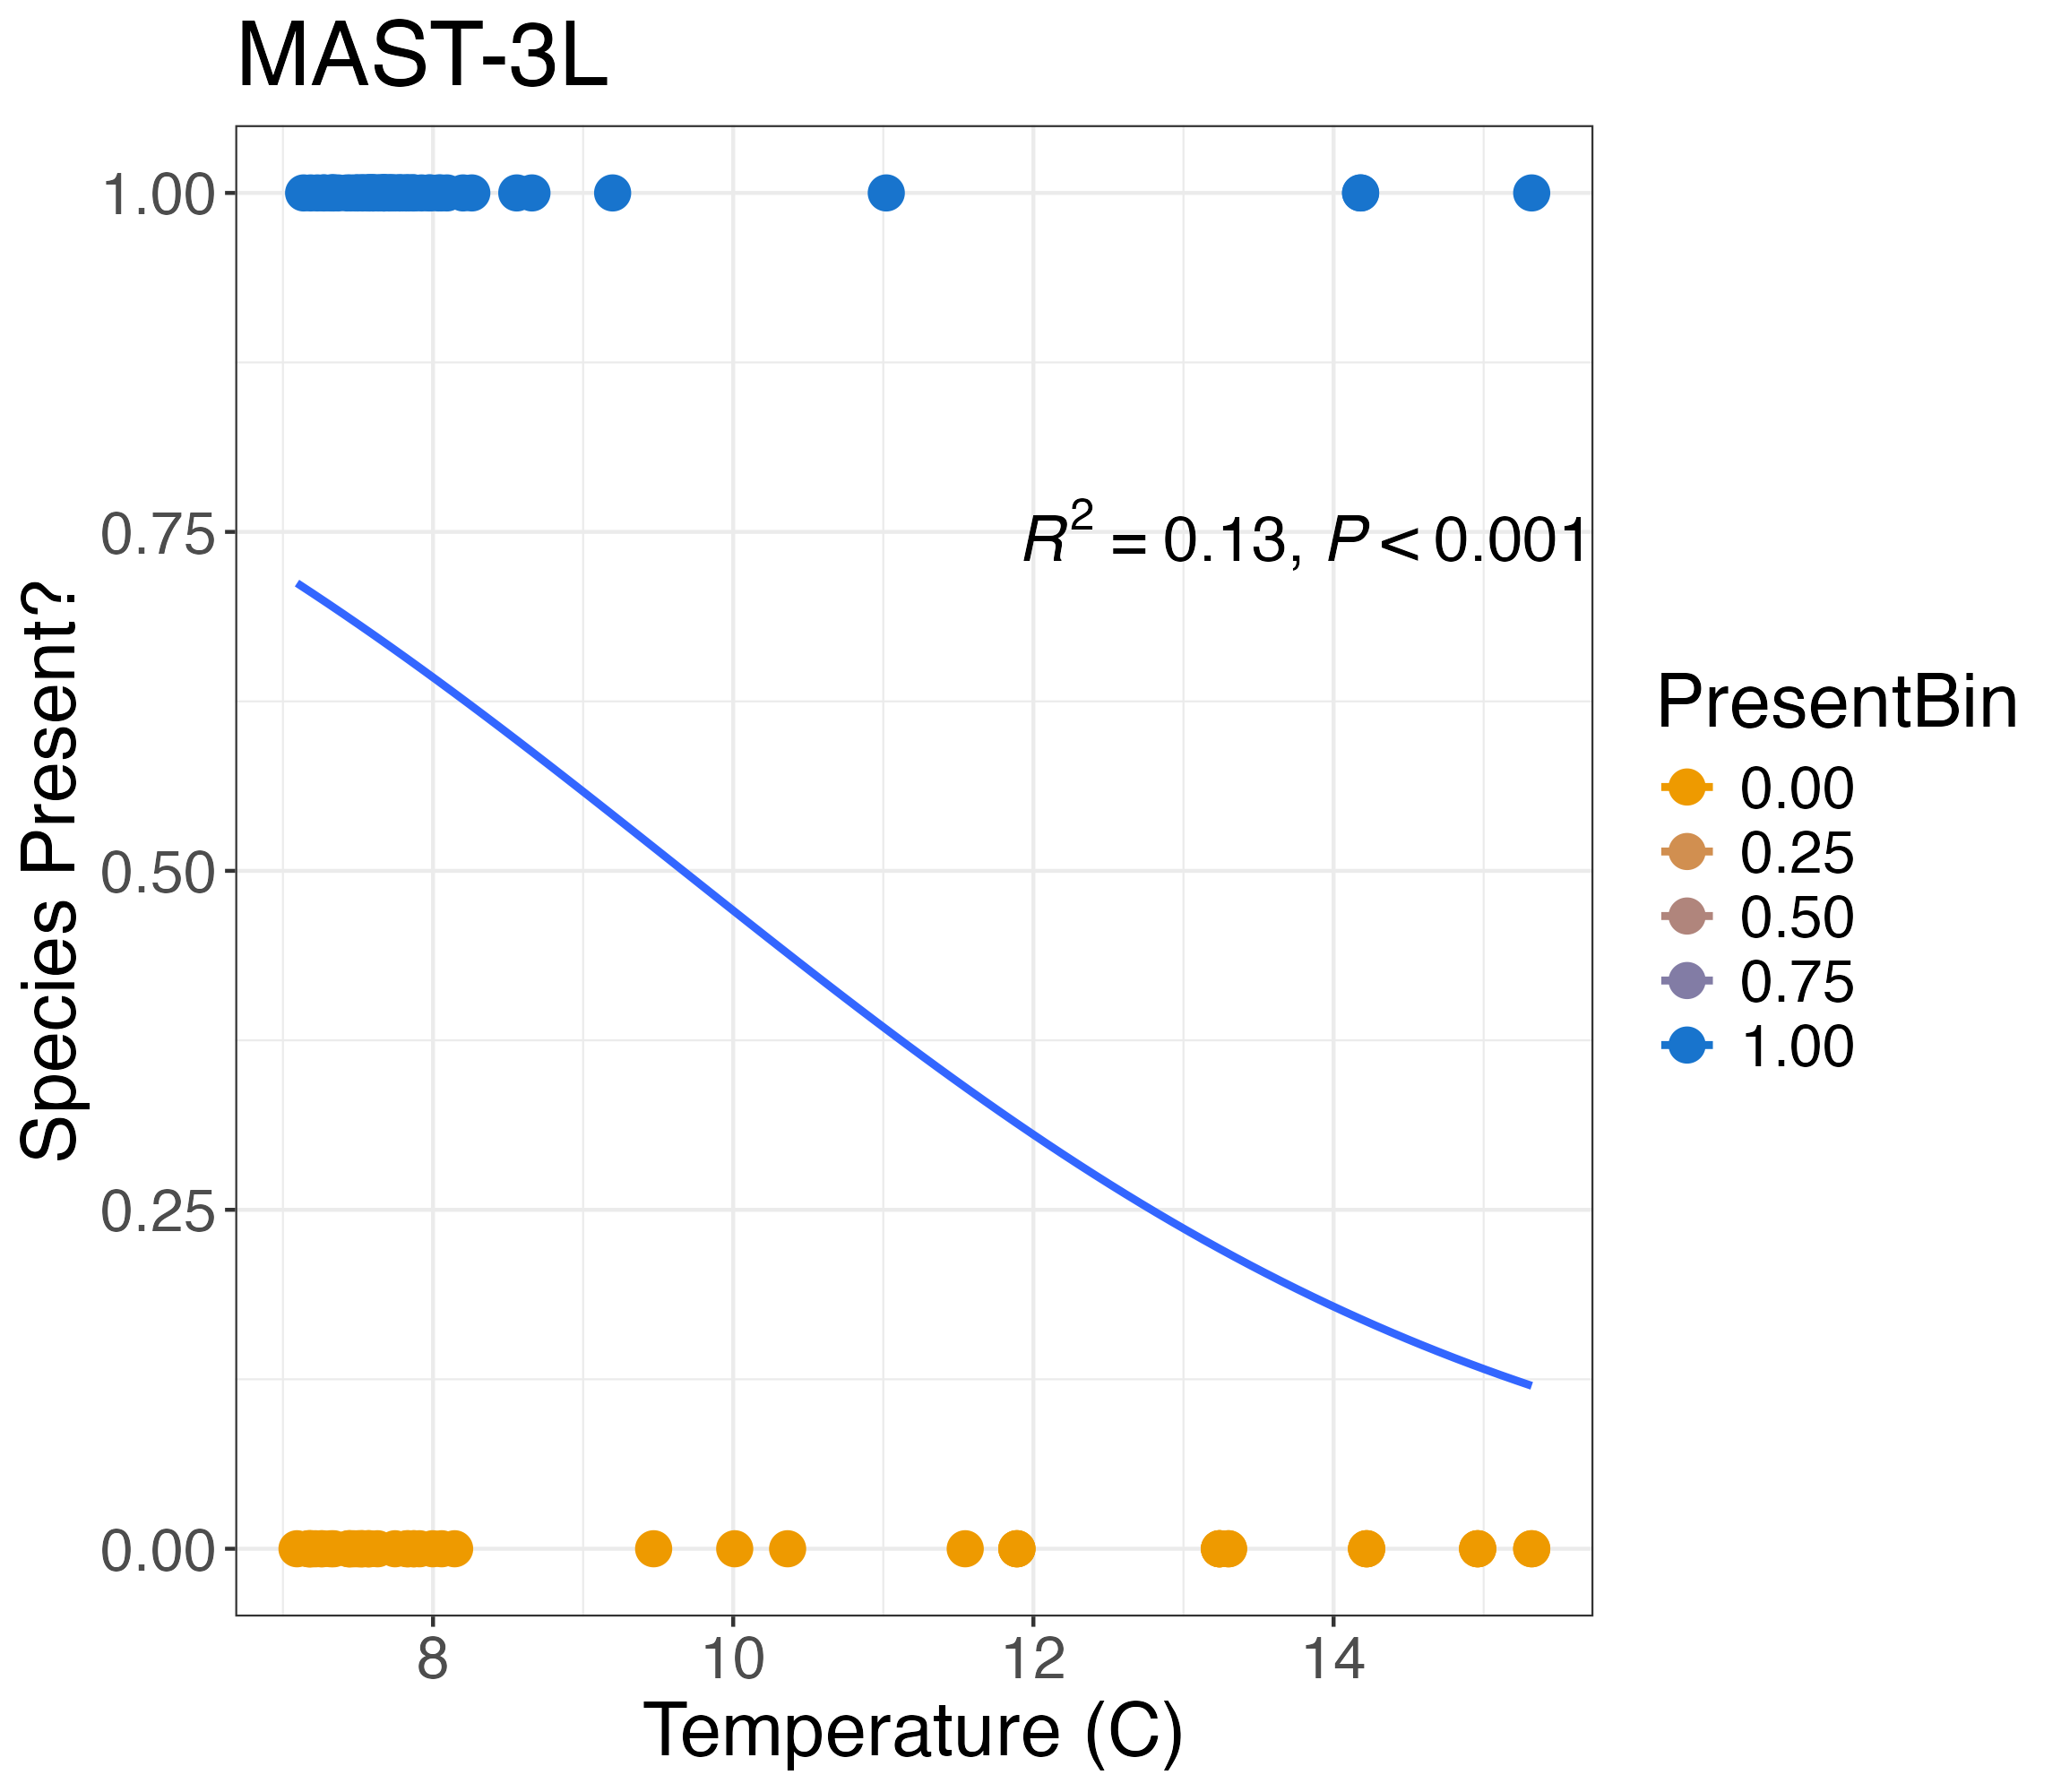 MAST-3L
1.00
0.75
0.50
0.25
0.00
Species Present?
R² = 0.13, P < 0.001
8 10 12 14
Temperature (C)
PresentBin
0.00
0.25
0.50
0.75
1.00